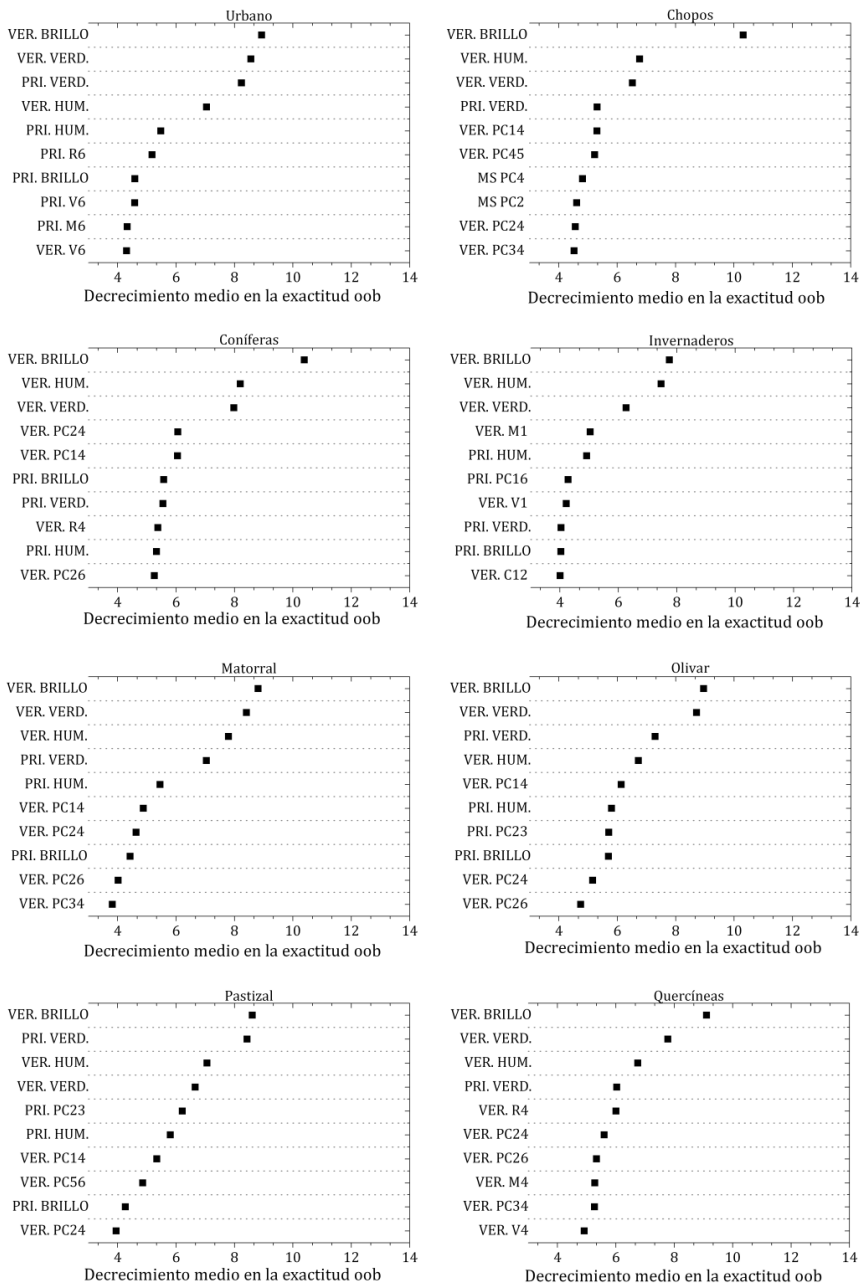 Urbano
VER. BRILLO
VER. VERD.
PRI. VERD.
VER. HUM.
PRI. HUM.
PRI. R6
PRI. BRILLO
PRI. V6
PRI. M6
VER. V6
4 6 8 10 12 14
Decrecimiento medio en la exactitud oob
Chopos
VER. BRILLO
VER. HUM.
VER. VERD.
PRI. VERD.
VER. PC14
VER. PC45
MS PC4
MS PC2
VER. PC24
VER. PC34
4 6 8 10 12 14
Decrecimiento medio en la exactitud oob
Coníferas
VER. BRILLO
VER. HUM.
VER. VERD.
VER. PC24
VER. PC14
PRI. BRILLO
PRI. VERD.
VER. R4
PRI. HUM.
VER. PC26
4 6 8 10 12 14
Decrecimiento medio en la exactitud oob
Invernaderos
VER. BRILLO
VER. HUM.
VER. VERD.
VER. M1
PRI. HUM.
PRI. PC16
VER. V1
PRI. VERD.
PRI. BRILLO
VER. C12
4 6 8 10 12 14
Decrecimiento medio en la exactitud oob
Matorral
VER. BRILLO
VER. VERD.
VER. HUM.
PRI. VERD.
PRI. HUM.
VER. PC14
VER. PC24
PRI. BRILLO
VER. PC26
VER. PC34
4 6 8 10 12 14
Decrecimiento medio en la exactitud oob
Olivar
VER. BRILLO
VER. VERD.
PRI. VERD.
VER. HUM.
VER. PC14
PRI. HUM.
PRI. PC23
PRI. BRILLO
VER. PC24
VER. PC26
4 6 8 10 12 14
Decrecimiento medio en la exactitud oob
Pastizal
VER. BRILLO
PRI. VERD.
VER. HUM.
VER. VERD.
PRI. PC23
PRI. HUM.
VER. PC14
VER. PC56
PRI. BRILLO
VER. PC24
4 6 8 10 12 14
Decrecimiento medio en la exactitud oob
Quercíneas
VER. BRILLO
VER. VERD.
VER. HUM.
PRI. VERD.
VER. R4
VER. PC24
VER. PC26
VER. M4
VER. PC34
VER. V4
4 6 8 10 12 14
Decrecimiento medio en la exactitud oob